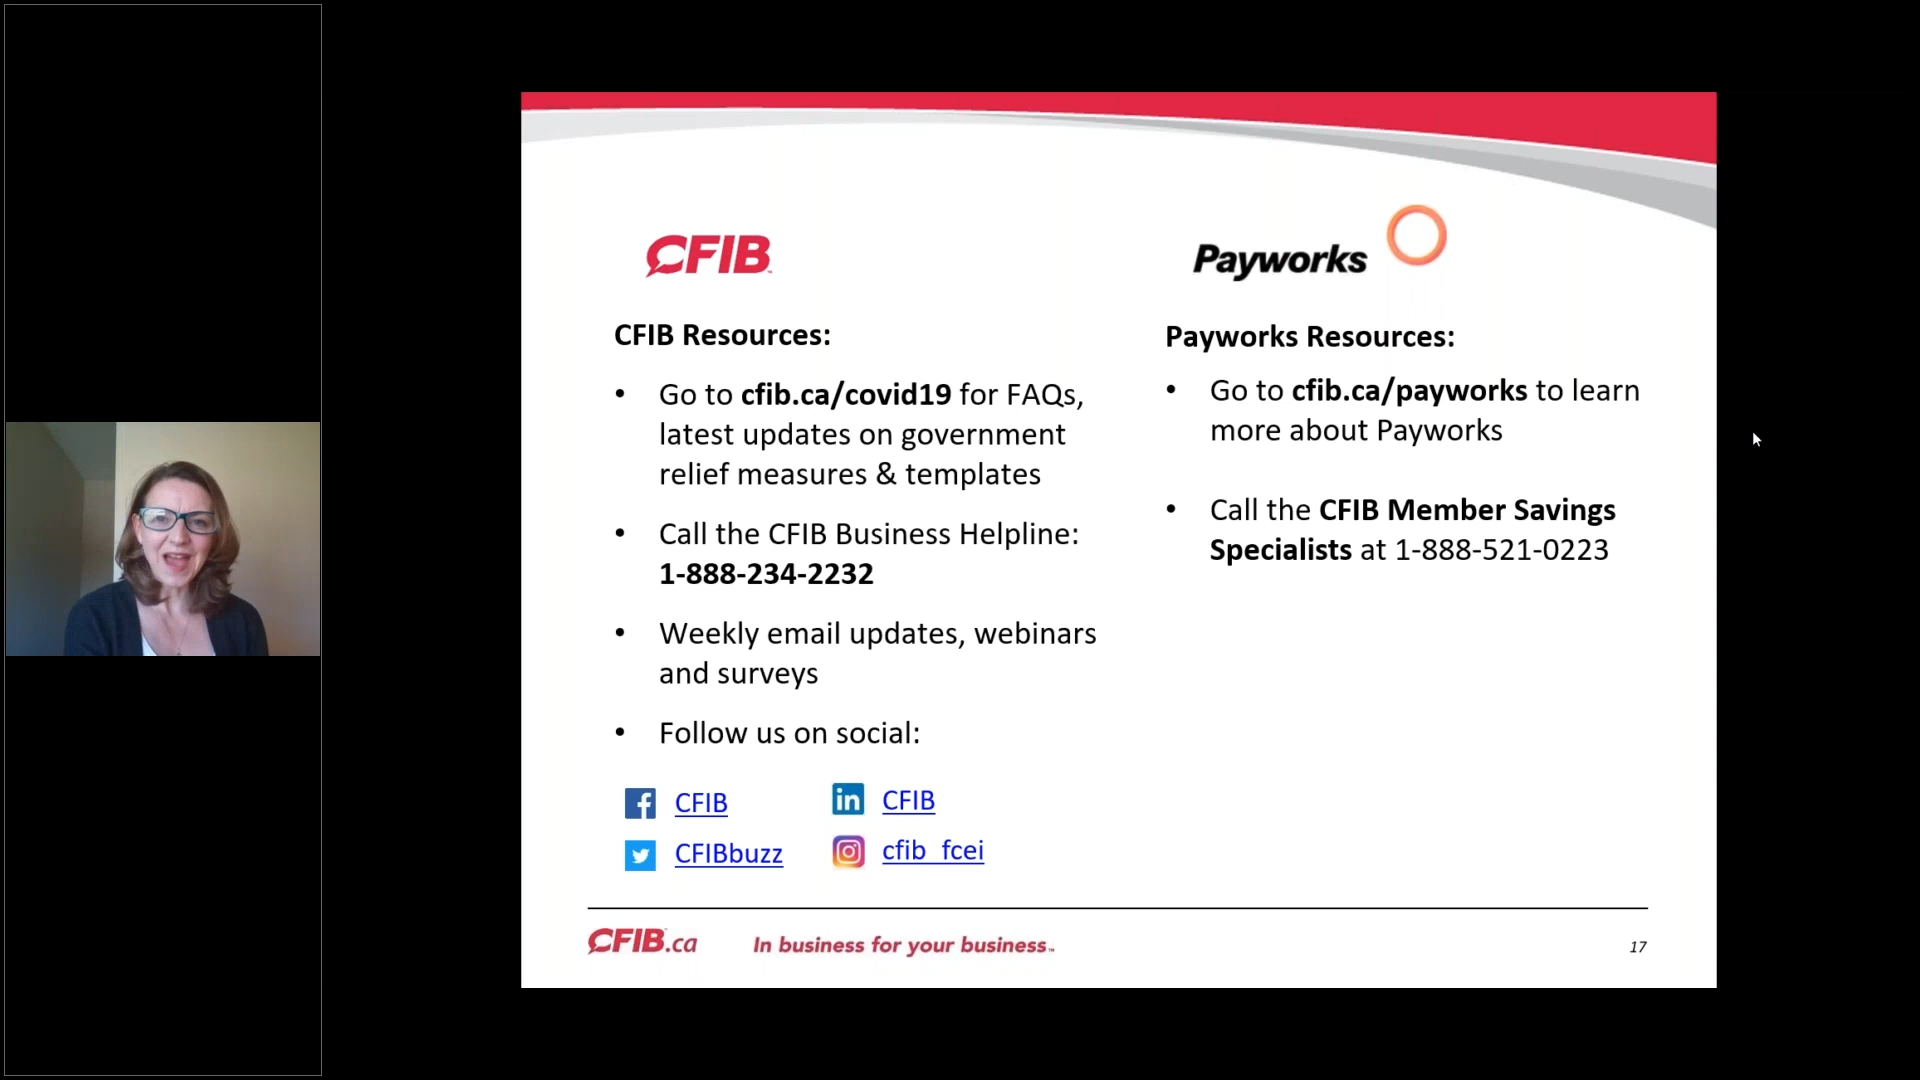 CFIB
Payworks
CFIB Resources:
• Go to cfib.ca/covid19 for FAQs,
latest updates on government
relief measures & templates
• Call the CFIB Business Helpline:
1-888-234-2232
• Weekly email updates, webinars
and surveys
• Follow us on social:
CFIB
CFIB
CFIBbuzz
cfib_fcei
Payworks Resources:
• Go to cfib.ca/payworks to learn
more about Payworks
• Call the CFIB Member Savings
Specialists at 1-888-521-0223
CFIB.ca
In business for your business™
17